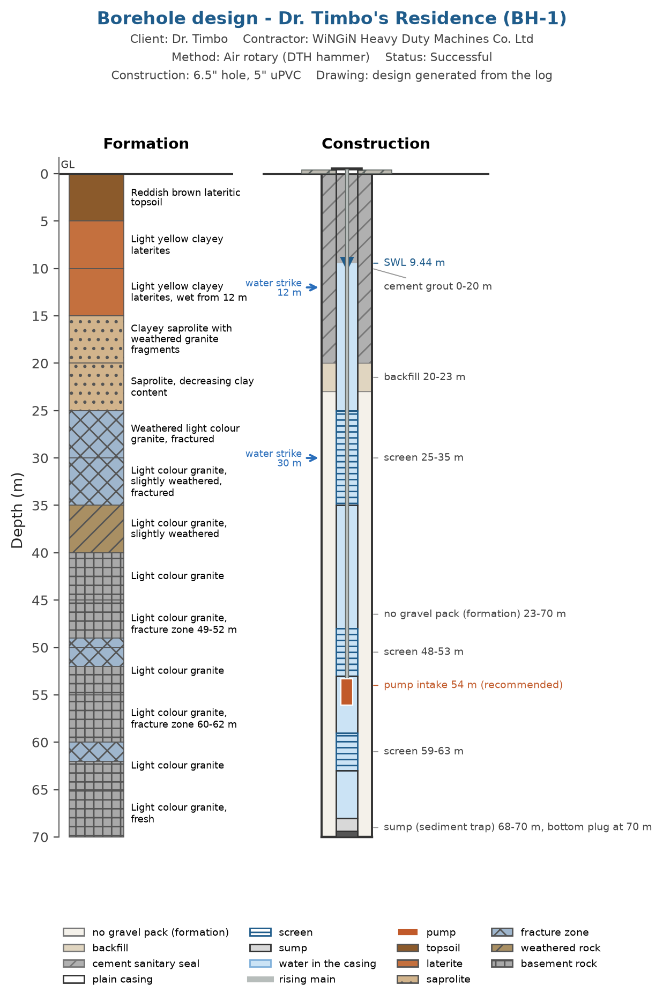 Borehole design - Dr. Timbo's Residence (BH-1)
Client: Dr. Timbo    Contractor: WiNGiN Heavy Duty Machines Co. Ltd
Method: Air rotary (DTH hammer)    Status: Successful
Construction: 6.5" hole, 5" uPVC    Drawing: design generated from the log
Formation
Construction
GL
0
5
10
15
20
25
30
35
40
45
50
55
60
65
70
Depth (m)
Reddish brown lateritic
topsoil
Light yellow clayey
laterites
Light yellow clayey
laterites, wet from 12 m
Clayey saprolite with
weathered granite
fragments
Saprolite, decreasing clay
content
Weathered light colour
granite, fractured
Light colour granite,
slightly weathered,
fractured
Light colour granite,
slightly weathered
Light colour granite
Light colour granite,
fracture zone 49-52 m
Light colour granite
Light colour granite,
fracture zone 60-62 m
Light colour granite
Light colour granite,
fresh
water strike
12 m
water strike
30 m
SWL 9.44 m
cement grout 0-20 m
backfill 20-23 m
screen 25-35 m
no gravel pack (formation) 23-70 m
screen 48-53 m
pump intake 54 m (recommended)
screen 59-63 m
sump (sediment trap) 68-70 m, bottom plug at 70 m
no gravel pack (formation)
backfill
cement sanitary seal
plain casing
screen
sump
water in the casing
rising main
pump
topsoil
laterite
saprolite
fracture zone
weathered rock
basement rock